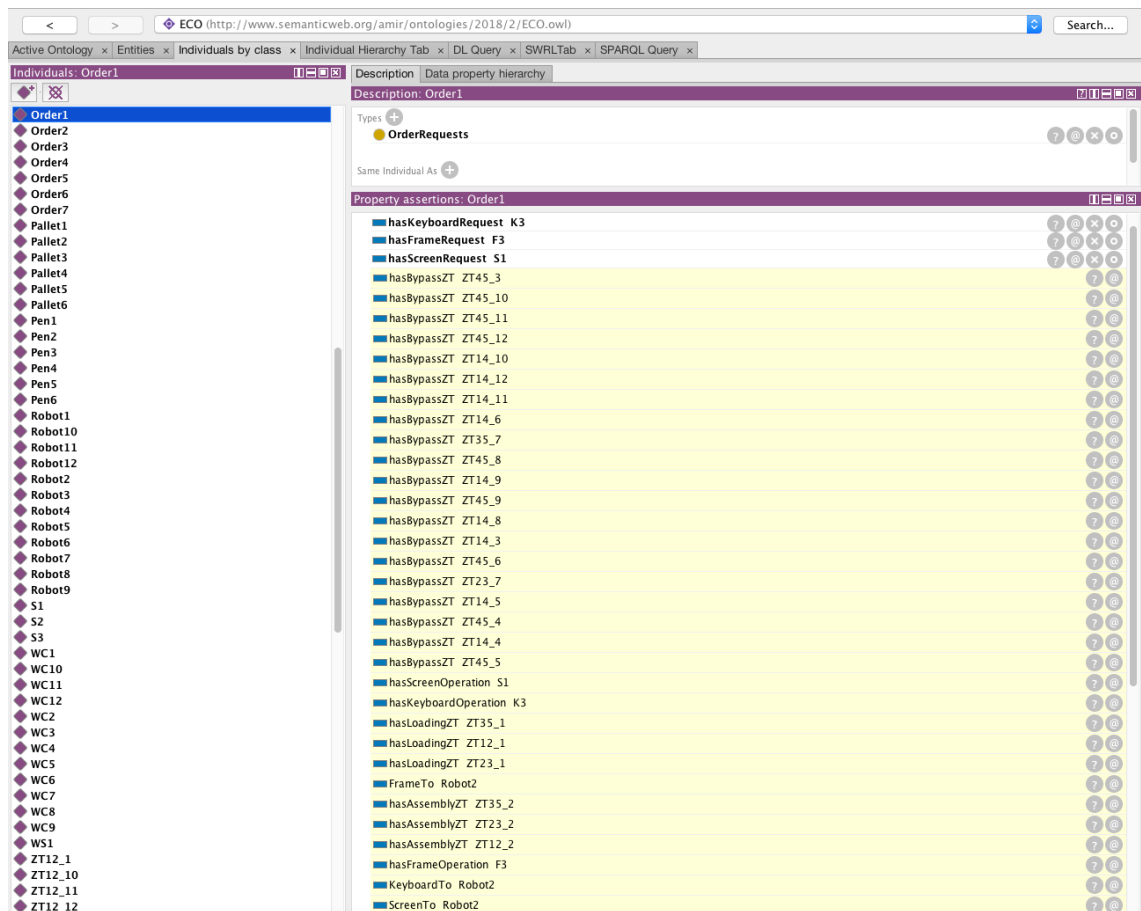 <
>
ECO (http://www.semanticweb.org/amir/ontologies/2018/2/ECO.owl)
Search...
Active Ontology × Entities × Individuals by class × Individual Hierarchy Tab × DL Query × SWRLTab × SPARQL Query ×
Individuals: Order1
Order1
Order2
Order3
Order4
Order5
Order6
Order7
Pallet1
Pallet2
Pallet3
Pallet4
Pallet5
Pallet6
Pen1
Pen2
Pen3
Pen4
Pen5
Pen6
Robot1
Robot10
Robot11
Robot12
Robot2
Robot3
Robot4
Robot5
Robot6
Robot7
Robot8
Robot9
S1
S2
S3
WC1
WC10
WC11
WC12
WC2
WC3
WC4
WC5
WC6
WC7
WC8
WC9
WS1
ZT12_1
ZT12_10
ZT12_11
ZT12_12
Description Data property hierarchy
Description: Order1
Types
OrderRequests
Same Individual As
Property assertions: Order1
hasKeyboardRequest K3
hasFrameRequest F3
hasScreenRequest S1
hasBypassZT ZT45_3
hasBypassZT ZT45_10
hasBypassZT ZT45_11
hasBypassZT ZT45_12
hasBypassZT ZT14_10
hasBypassZT ZT14_12
hasBypassZT ZT14_11
hasBypassZT ZT14_6
hasBypassZT ZT35_7
hasBypassZT ZT45_8
hasBypassZT ZT14_9
hasBypassZT ZT45_9
hasBypassZT ZT14_8
hasBypassZT ZT14_3
hasBypassZT ZT45_6
hasBypassZT ZT23_7
hasBypassZT ZT14_5
hasBypassZT ZT45_4
hasBypassZT ZT14_4
hasBypassZT ZT45_5
hasScreenOperation S1
hasKeyboardOperation K3
hasLoadingZT ZT35_1
hasLoadingZT ZT12_1
hasLoadingZT ZT23_1
FrameTo Robot2
hasAssemblyZT ZT35_2
hasAssemblyZT ZT23_2
hasAssemblyZT ZT12_2
hasFrameOperation F3
KeyboardTo Robot2
ScreenTo Robot2